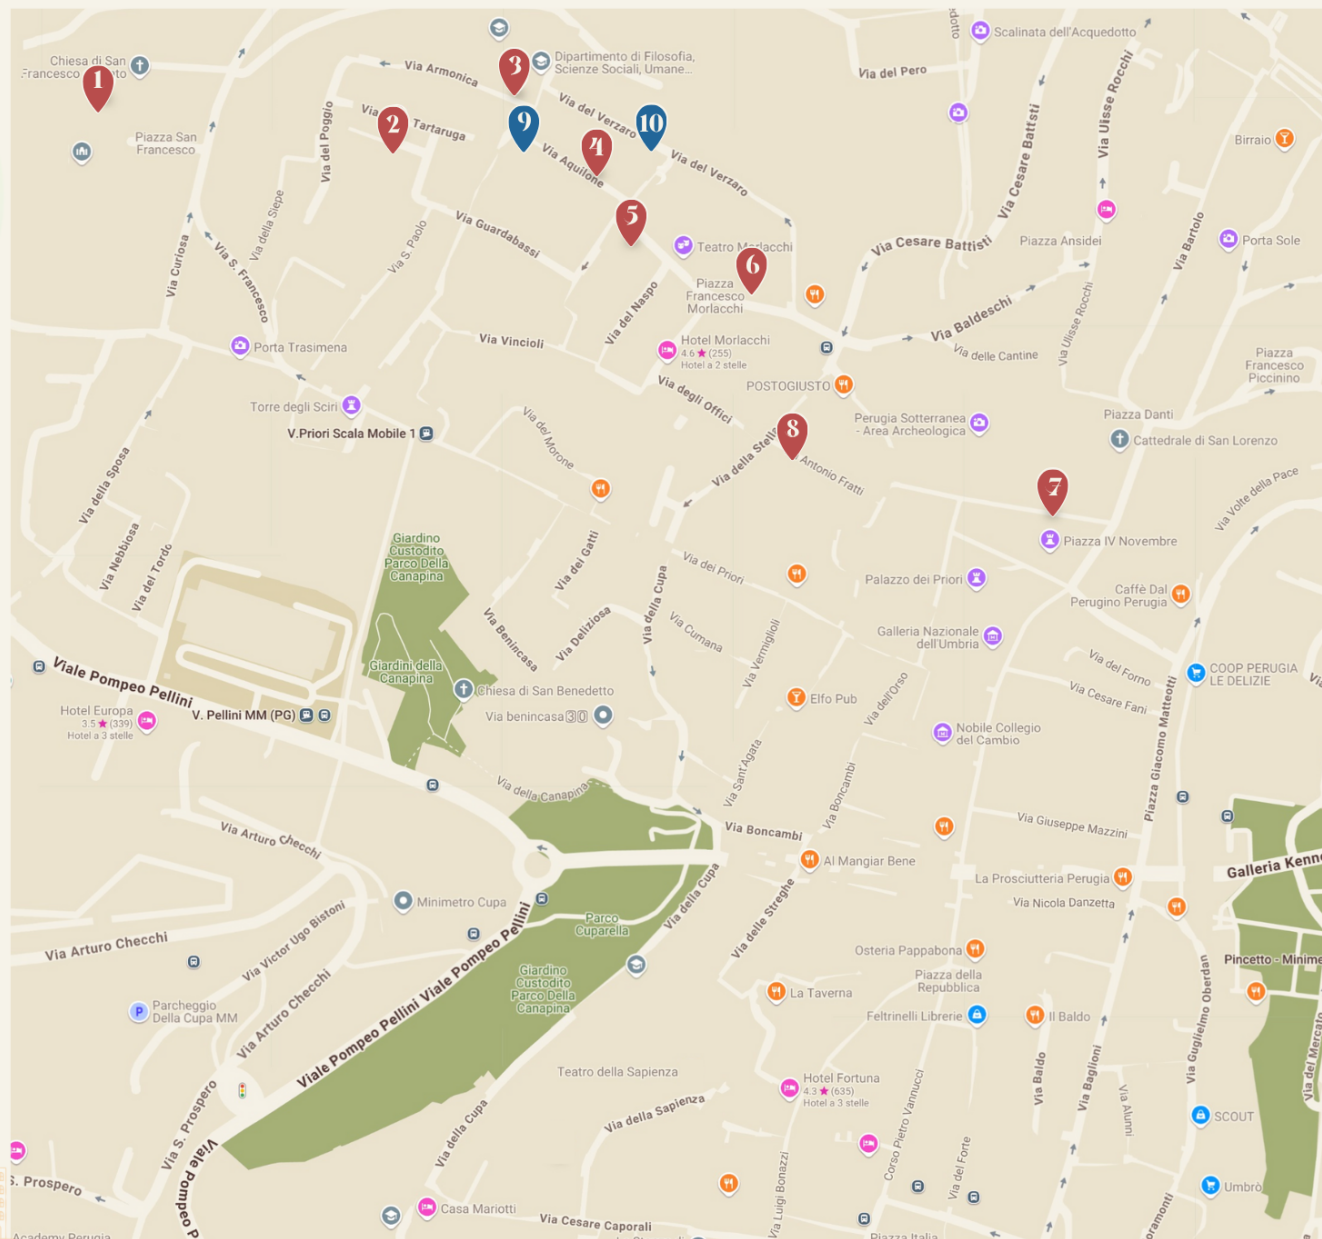 Scalinata dell'Acquedotto
Chiesa di San
Francesco
1
3
Dipartimento di Filosofia,
Scienze Sociali, Umane...
Via Armonica
Via del Pero
Via Ulisse Rocchi
Via del Verzaro
Via Cesare Battisti
2
Tartaruga
9
10
4
Birraio
Piazza San
Francesco
Via del Poggio
Via Aquilone
Via del Verzaro
Via della Siepe
Via Guardabassi
5
Via S. Paolo
Teatro Morlacchi
Via Cesare Battisti
Piazza Ansidei
Via Bartolo
Porta Sole
Via Curiosa
Via S. Francesco
6
Piazza
Francesco
Morlacchi
Via del Naspo
Via Baldeschi
Via Ulisse Rocchi
Porta Trasimena
Via Vincioli
Hotel Morlacchi
4.6 ★ (255)
Hotel a 2 stelle
Via delle Cantine
Piazza
Francesco
Piccinino
POSTOGIUSTO
Via degli Offici
Torre degli Sciri
V.Priori Scala Mobile 1
Via del Morone
8
Perugia Sotterranea
- Area Archeologica
Piazza Danti
Cattedrale di San Lorenzo
Via della Stella
Antonio Fratti
Via della Sposa
7
Via Volte della Pace
Via Nebbiosa
Via del Tordo
Giardino
Custodito
Parco Della
Canapina
Via dei Gatti
Via dei Priori
Piazza IV Novembre
Palazzo dei Priori
Caffè Dal
Perugino Perugia
Via della Cupa
Via Benincasa
Via Deliziosa
Via Cumana
Via Vermiglioli
Galleria Nazionale
dell'Umbria
Via del Forno
COOP PERUGIA
LE DELIZIE
Viale Pompeo Pellini
Giardini della
Canapina
Chiesa di San Benedetto
Elfo Pub
Via dell'Orso
Via Cesare Fani
Hotel Europa
3.5 ★ (339)
Hotel a 3 stelle
V. Pellini MM (PG)
Via benincasa30
Nobile Collegio
del Cambio
Piazza Giacomo Matteotti
Via della Canapina
Via Sant'Agata
Via Boncambi
Via Arturo Checchi
Via Boncambi
Via Giuseppe Mazzini
Al Mangiar Bene
Galleria Kenne
La Prosciutteria Perugia
Minimetro Cupa
Via della Cupa
Via Nicola Danzetta
Via Victor Ugo Bistoni
Via Arturo Checchi
Parco
Cuparella
Via delle Streghe
Osteria Pappabona
Pincetto - Minime
Giardino
Custodito
Parco Della
Canapina
Piazza della
Repubblica
La Taverna
P
Parcheggio
Della Cupa MM
Via Arturo Checchi
Viale Pompeo Pellini Viale Pompeo Pellini
Feltrinelli Librerie
Il Baldo
Via Guglielmo Oberdan
Teatro della Sapienza
Hotel Fortuna
4.3 ★ (635)
Hotel a 3 stelle
Via Baldo
Via Baglioni
Via del Mercato
Via S. Prospero
Via della Cupa
Via della Sapienza
Corso Pietro Vannucci
Via Alunni
SCOUT
Viale Pompeo P
S. Prospero
Via Luigi Bonazzi
Via del Forte
Umbrò
Casa Mariotti
Via Cesare Caporali
Academy Perugia
Piazza Italia